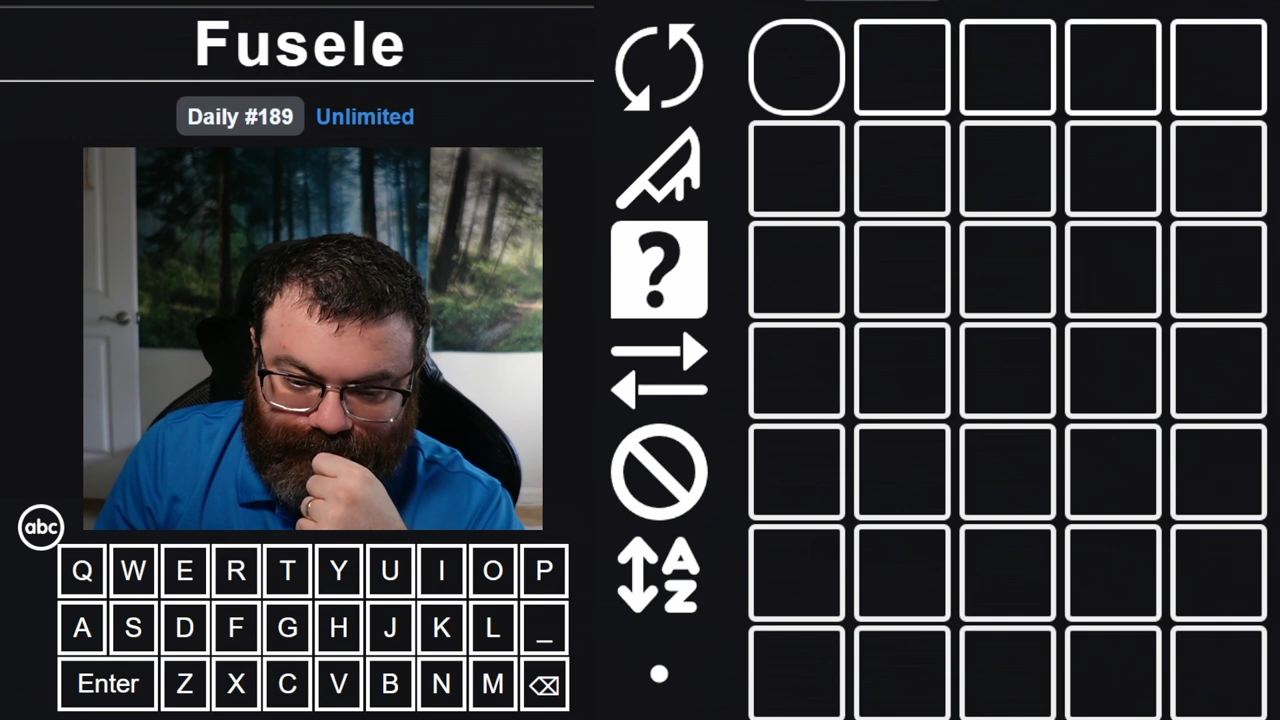 Fusele
Daily #189 Unlimited
?
A
Z
abc
Q W E R T Y U I O P
A S D F G H J K L _
Enter Z X C V B N M ⌫